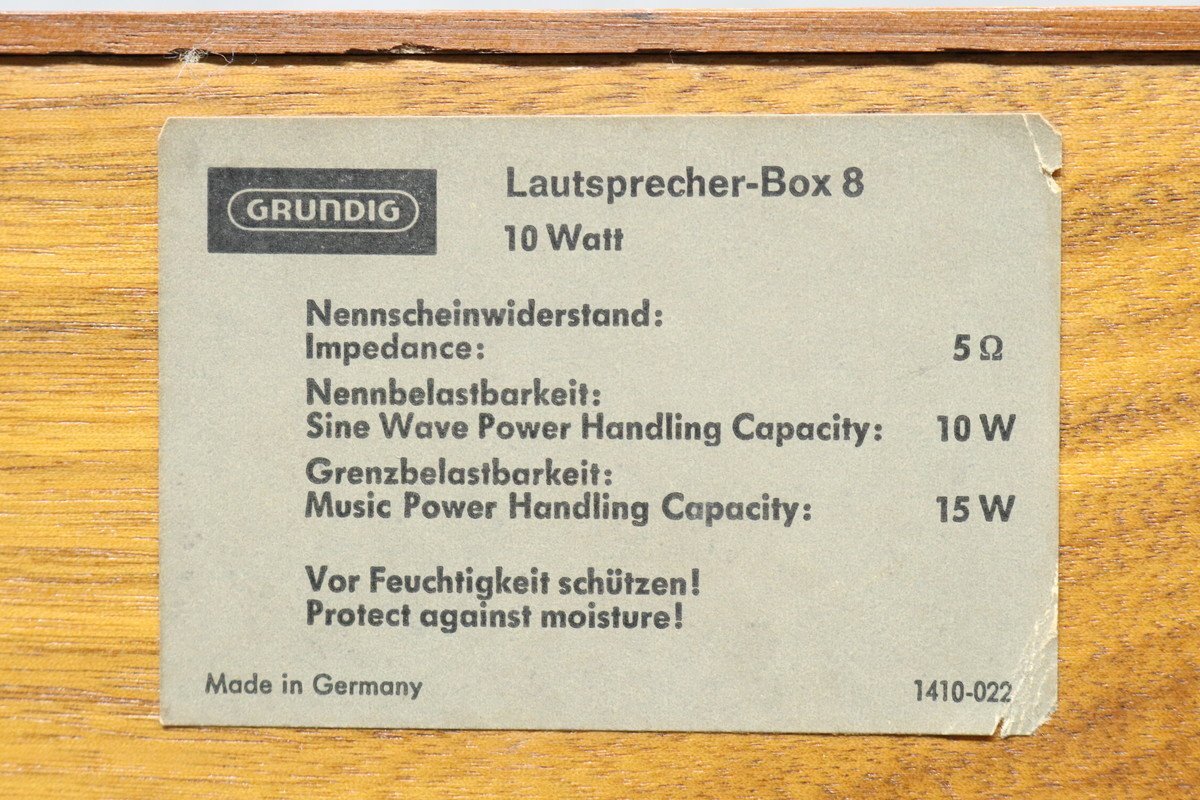 GRUNDIG
Lautsprecher-Box 8
10 Watt
Nennscheinwiderstand:
Impedance: 5 Ω
Nennbelastbarkeit:
Sine Wave Power Handling Capacity: 10 W
Grenzbelastbarkeit:
Music Power Handling Capacity: 15 W
Vor Feuchtigkeit schützen!
Protect against moisture!
Made in Germany 1410-022